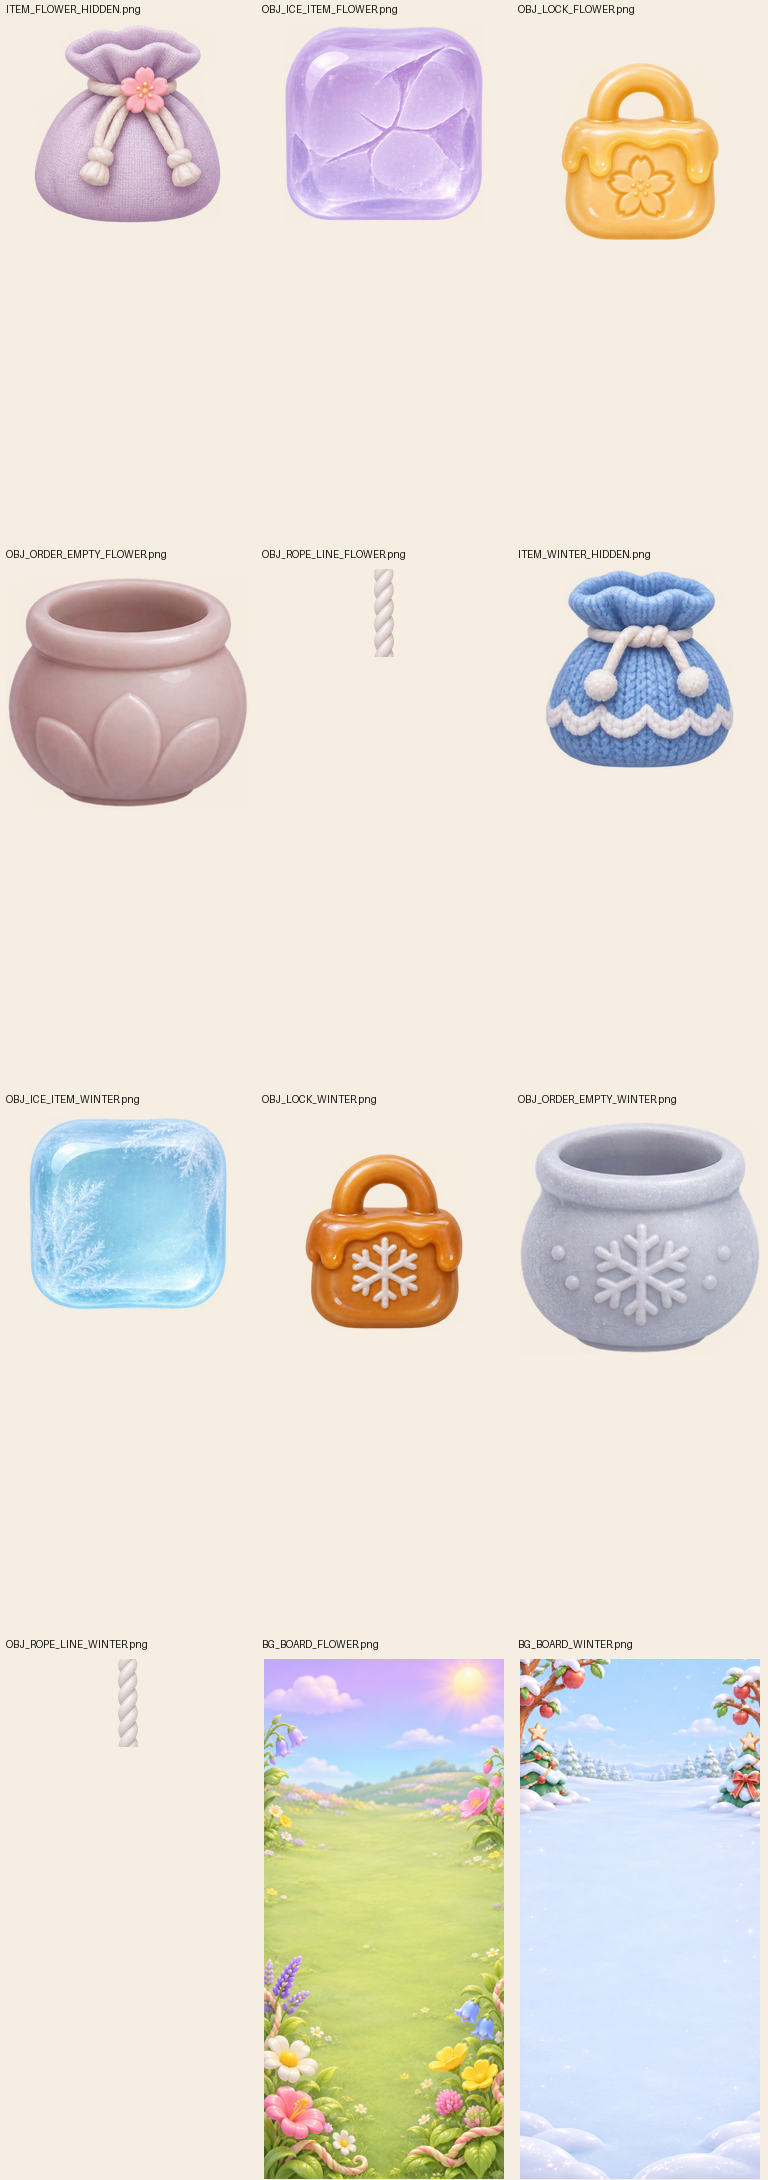 ITEM_FLOWER_HIDDEN.png
OBJ_ICE_ITEM_FLOWER.png
OBJ_LOCK_FLOWER.png
OBJ_ORDER_EMPTY_FLOWER.png
OBJ_ROPE_LINE_FLOWER.png
ITEM_WINTER_HIDDEN.png
OBJ_ICE_ITEM_WINTER.png
OBJ_LOCK_WINTER.png
OBJ_ORDER_EMPTY_WINTER.png
OBJ_ROPE_LINE_WINTER.png
BG_BOARD_FLOWER.png
BG_BOARD_WINTER.png